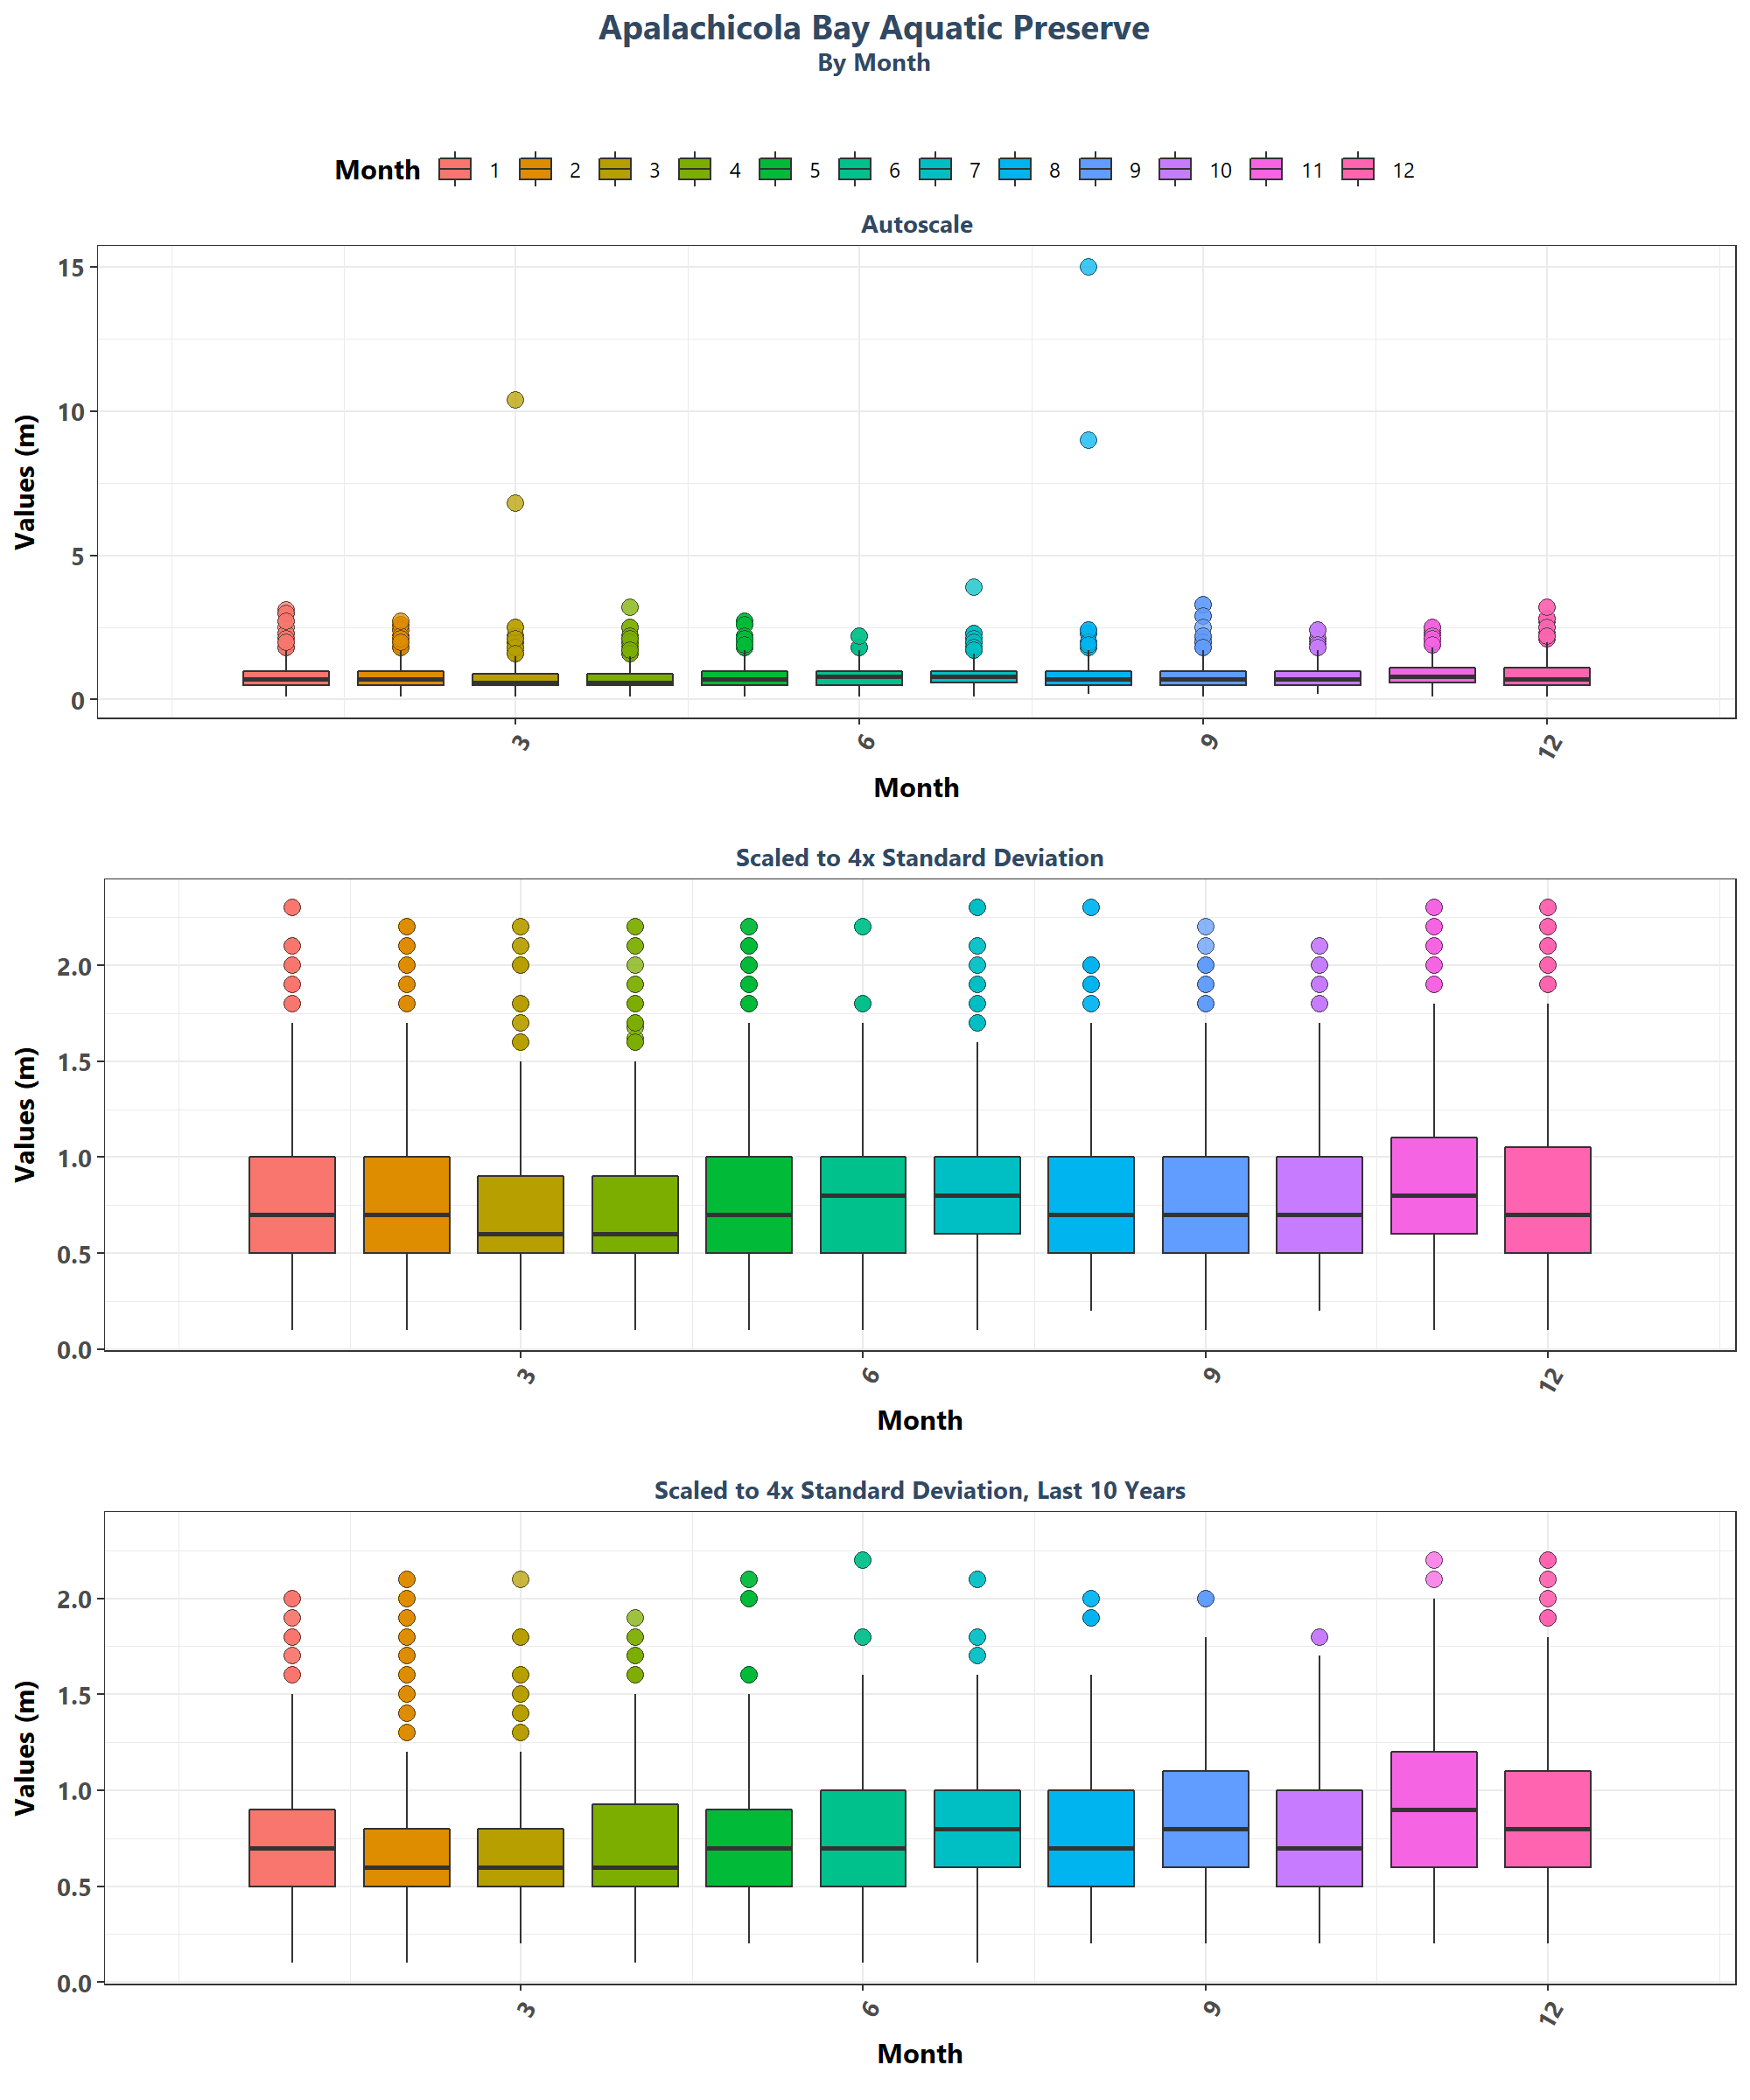 Apalachicola Bay Aquatic Preserve
By Month
Month 1 2 3 4 5 6 7 8 9 10 11 12
Autoscale
Values (m)
15
10
5
0
3 6 9 12
Month
Scaled to 4x Standard Deviation
Values (m)
2.0
1.5
1.0
0.5
0.0
3 6 9 12
Month
Scaled to 4x Standard Deviation, Last 10 Years
Values (m)
2.0
1.5
1.0
0.5
0.0
3 6 9 12
Month